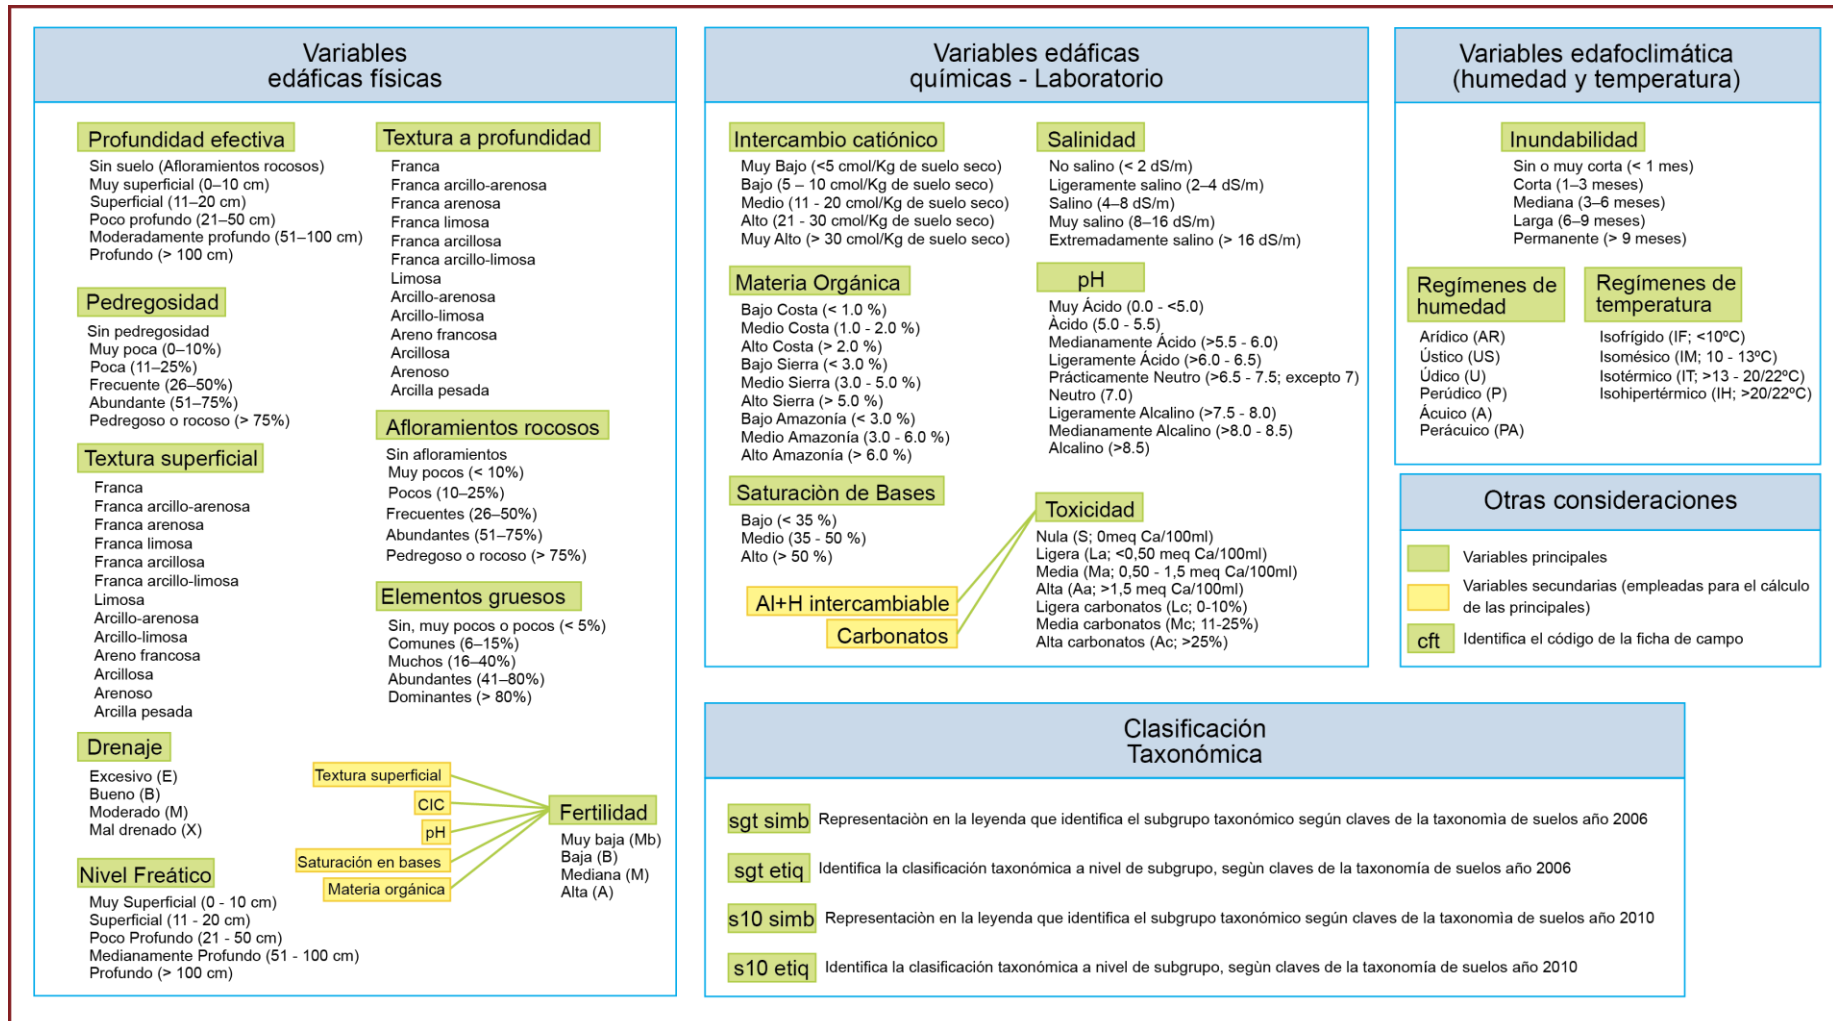 Variables
edáficas físicas
Profundidad efectiva
Sin suelo (Afloramientos rocosos)
Muy superficial (0–10 cm)
Superficial (11–20 cm)
Poco profundo (21–50 cm)
Moderadamente profundo (51–100 cm)
Profundo (> 100 cm)
Pedregosidad
Sin pedregosidad
Muy poca (0–10%)
Poca (11–25%)
Frecuente (26–50%)
Abundante (51–75%)
Pedregoso o rocoso (> 75%)
Textura superficial
Franca
Franca arcillo-arenosa
Franca arenosa
Franca limosa
Franca arcillosa
Franca arcillo-limosa
Limosa
Arcillo-arenosa
Arcillo-limosa
Areno francosa
Arcillosa
Arenoso
Arcilla pesada
Drenaje
Excesivo (E)
Bueno (B)
Moderado (M)
Mal drenado (X)
Nivel Freático
Muy Superficial (0 - 10 cm)
Superficial (11 - 20 cm)
Poco Profundo (21 - 50 cm)
Medianamente Profundo (51 - 100 cm)
Profundo (> 100 cm)
Textura a profundidad
Franca
Franca arcillo-arenosa
Franca arenosa
Franca limosa
Franca arcillosa
Franca arcillo-limosa
Limosa
Arcillo-arenosa
Arcillo-limosa
Areno francosa
Arcillosa
Arenoso
Arcilla pesada
Afloramientos rocosos
Sin afloramientos
Muy pocos (< 10%)
Pocos (10–25%)
Frecuentes (26–50%)
Abundantes (51–75%)
Pedregoso o rocoso (> 75%)
Elementos gruesos
Sin, muy pocos o pocos (< 5%)
Comunes (6–15%)
Muchos (16–40%)
Abundantes (41–80%)
Dominantes (> 80%)
Textura superficial
CIC
pH
Saturación en bases
Materia orgánica
Fertilidad
Muy baja (Mb)
Baja (B)
Mediana (M)
Alta (A)
Variables edáficas
químicas - Laboratorio
Intercambio catiónico
Muy Bajo (<5 cmol/Kg de suelo seco)
Bajo (5 – 10 cmol/Kg de suelo seco)
Medio (11 - 20 cmol/Kg de suelo seco)
Alto (21 - 30 cmol/Kg de suelo seco)
Muy Alto (> 30 cmol/Kg de suelo seco)
Materia Orgánica
Bajo Costa (< 1.0 %)
Medio Costa (1.0 - 2.0 %)
Alto Costa (> 2.0 %)
Bajo Sierra (< 3.0 %)
Medio Sierra (3.0 - 5.0 %)
Alto Sierra (> 5.0 %)
Bajo Amazonía (< 3.0 %)
Medio Amazonía (3.0 - 6.0 %)
Alto Amazonía (> 6.0 %)
Saturaciòn de Bases
Bajo (< 35 %)
Medio (35 - 50 %)
Alto (> 50 %)
Al+H intercambiable
Carbonatos
Salinidad
No salino (< 2 dS/m)
Ligeramente salino (2–4 dS/m)
Salino (4–8 dS/m)
Muy salino (8–16 dS/m)
Extremadamente salino (> 16 dS/m)
pH
Muy Ácido (0.0 - <5.0)
Àcido (5.0 - 5.5)
Medianamente Ácido (>5.5 - 6.0)
Ligeramente Ácido (>6.0 - 6.5)
Prácticamente Neutro (>6.5 - 7.5; excepto 7)
Neutro (7.0)
Ligeramente Alcalino (>7.5 - 8.0)
Medianamente Alcalino (>8.0 - 8.5)
Alcalino (>8.5)
Toxicidad
Nula (S; 0meq Ca/100ml)
Ligera (La; <0,50 meq Ca/100ml)
Media (Ma; 0,50 - 1,5 meq Ca/100ml)
Alta (Aa; >1,5 meq Ca/100ml)
Ligera carbonatos (Lc; 0-10%)
Media carbonatos (Mc; 11-25%)
Alta carbonatos (Ac; >25%)
Variables edafoclimática
(humedad y temperatura)
Inundabilidad
Sin o muy corta (< 1 mes)
Corta (1–3 meses)
Mediana (3–6 meses)
Larga (6–9 meses)
Permanente (> 9 meses)
Regímenes de
humedad
Arídico (AR)
Ústico (US)
Údico (U)
Perúdico (P)
Ácuico (A)
Perácuico (PA)
Regímenes de
temperatura
Isofrígido (IF; <10ºC)
Isomésico (IM; 10 - 13ºC)
Isotérmico (IT; >13 - 20/22ºC)
Isohipertérmico (IH; >20/22ºC)
Otras consideraciones
Variables principales
Variables secundarias (empleadas para el cálculo
de las principales)
cft Identifica el código de la ficha de campo
Clasificación
Taxonómica
sgt simb Representaciòn en la leyenda que identifica el subgrupo taxonómico según claves de la taxonomìa de suelos año 2006
sgt etiq Identifica la clasificación taxonómica a nivel de subgrupo, segùn claves de la taxonomía de suelos año 2006
s10 simb Representaciòn en la leyenda que identifica el subgrupo taxonómico según claves de la taxonomìa de suelos año 2010
s10 etiq Identifica la clasificación taxonómica a nivel de subgrupo, segùn claves de la taxonomía de suelos año 2010